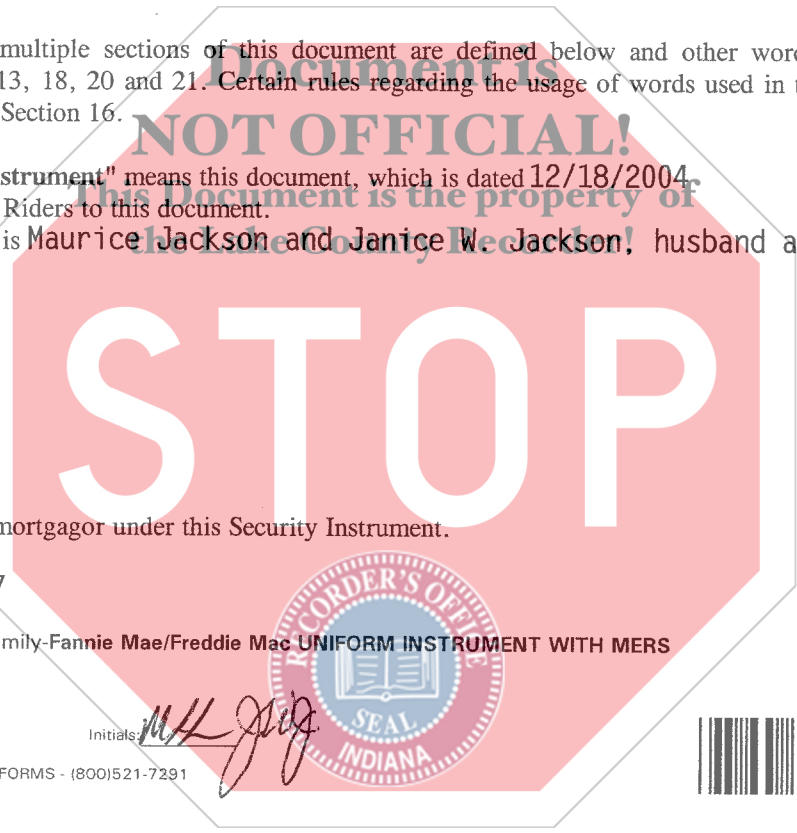 multiple sections of this document are defined below and other word
13, 18, 20 and 21. Certain rules regarding the usage of words used in t
Section 16.
Document is
NOT OFFICIAL!
This Document is the property of
the Lake County Recorder!
strument" means this document, which is dated 12/18/2004,
Riders to this document.
is Maurice Jackson and Janice W. Jackson, husband a
STOP
mortgagor under this Security Instrument.
7
mily-Fannie Mae/Freddie Mac UNIFORM INSTRUMENT WITH MERS
RECORDER'S OFFICE
SEAL
INDIANA
Initials:
FORMS - (800)521-7291